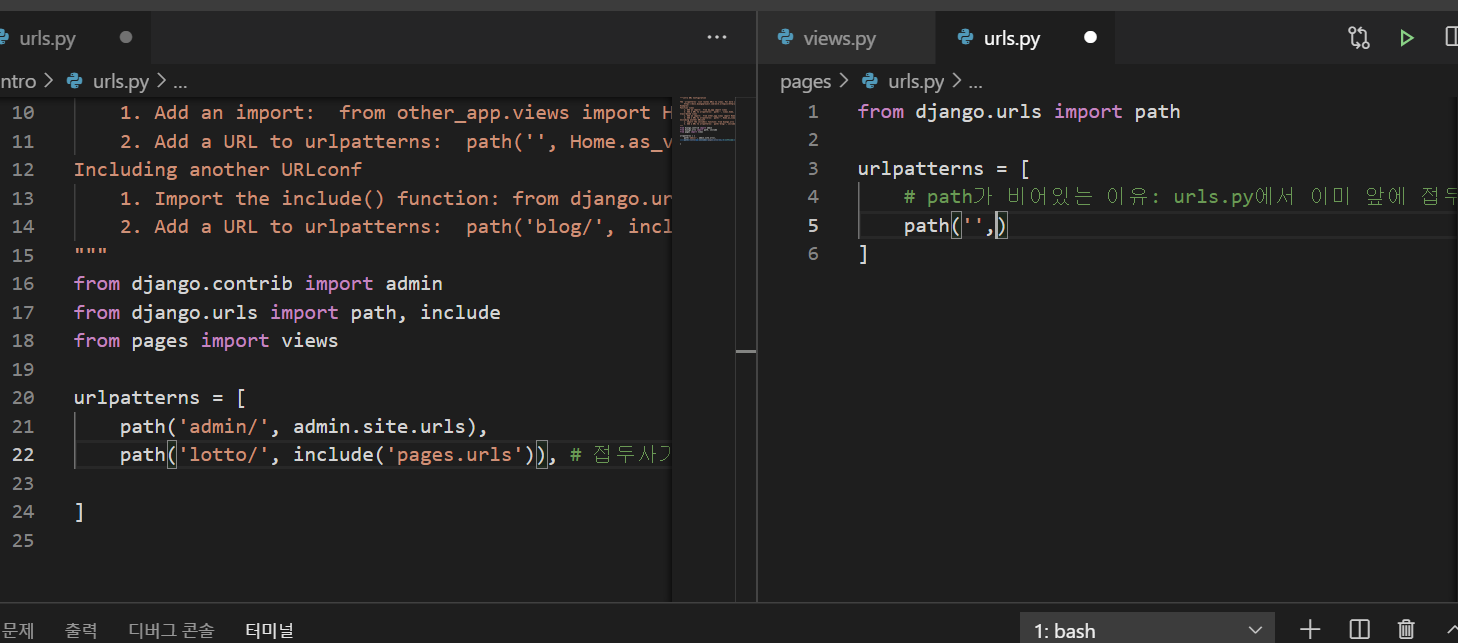 urls.py ● ...
ntro > urls.py > ...
10 1. Add an import:  from other_app.views import H
11 2. Add a URL to urlpatterns:  path('', Home.as_v
12 Including another URLconf
13 1. Import the include() function: from django.ur
14 2. Add a URL to urlpatterns:  path('blog/', incl
15 """
16 from django.contrib import admin
17 from django.urls import path, include
18 from pages import views
19
20 urlpatterns = [
21 path('admin/', admin.site.urls),
22 path('lotto/', include('pages.urls')), # 접두사
23
24 ]
25
views.py urls.py ●
pages > urls.py > ...
1 from django.urls import path
2
3 urlpatterns = [
4 # path가 비어있는 이유: urls.py에서 이미 앞에 접두
5 path('',)
6 ]
문제 출력 디버그 콘솔 터미널 1: bash